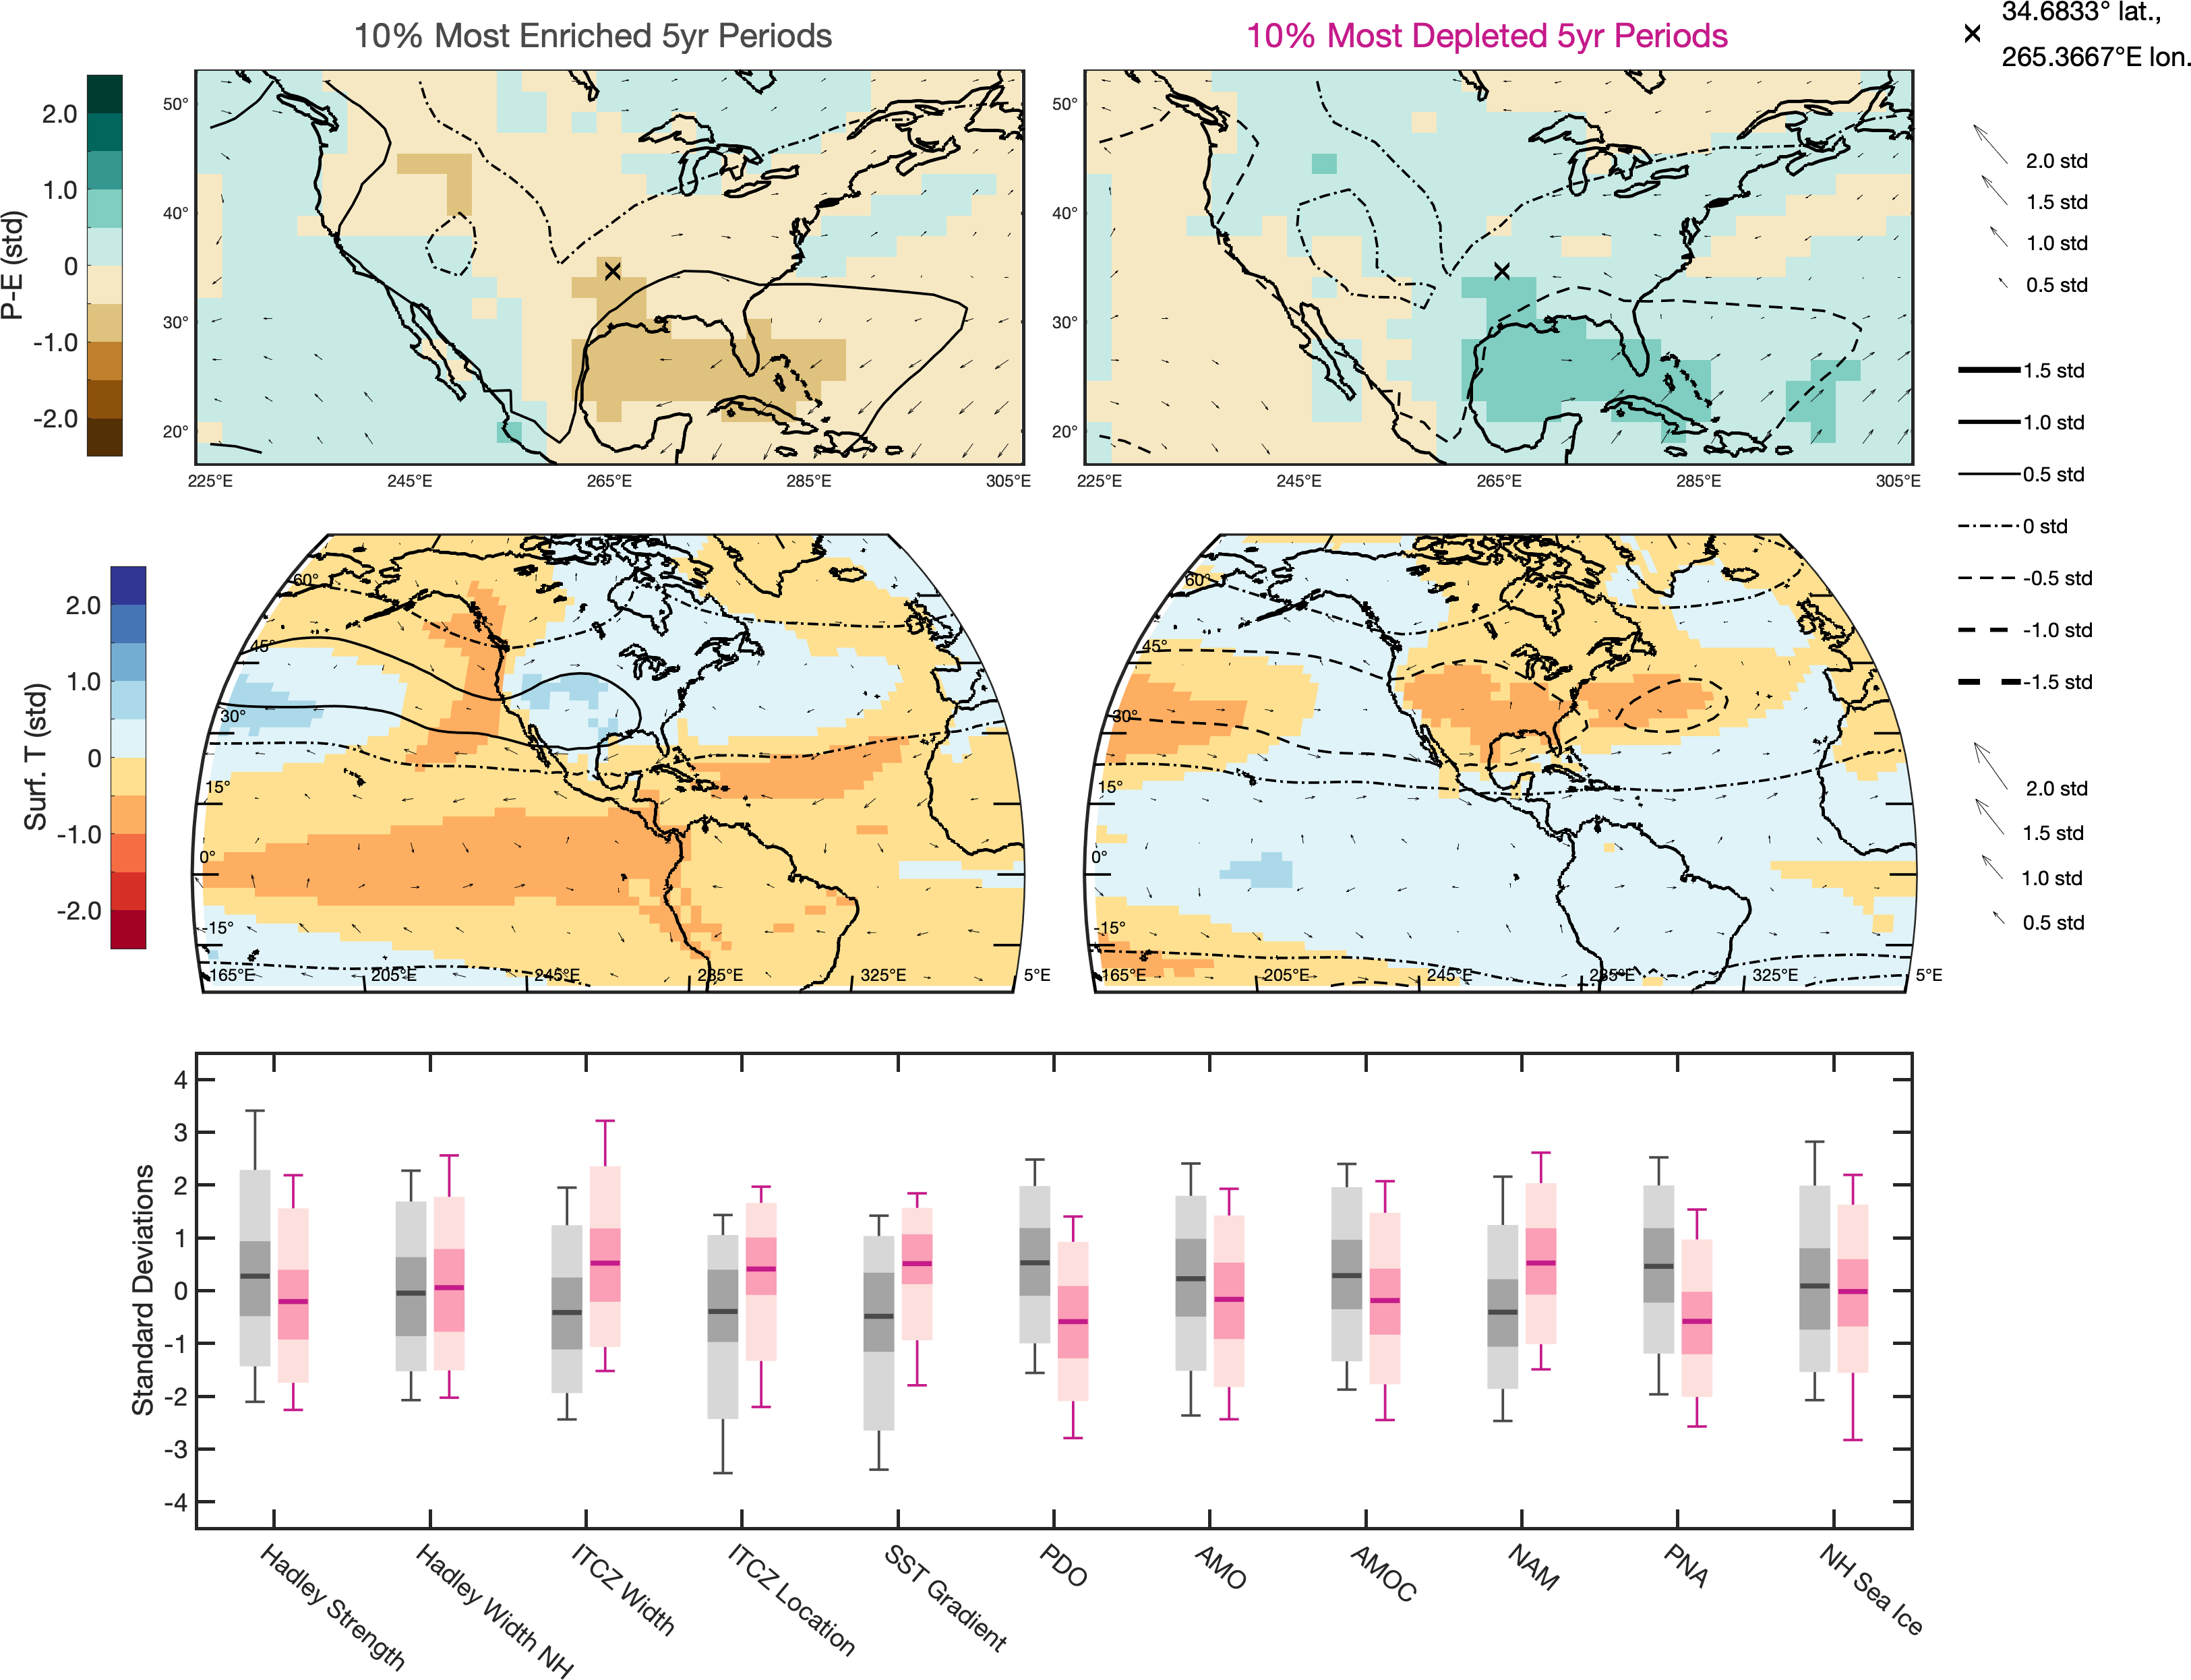 10% Most Enriched 5yr Periods
10% Most Depleted 5yr Periods
34.6833° lat.,
265.3667°E lon.
P-E (std)
2.0
1.0
0
-1.0
-2.0
50°
40°
30°
20°
225°E
245°E
265°E
285°E
305°E
50°
40°
30°
20°
225°E
245°E
265°E
285°E
305°E
2.0 std
1.5 std
1.0 std
0.5 std
1.5 std
1.0 std
0.5 std
0 std
-0.5 std
-1.0 std
-1.5 std
2.0 std
1.5 std
1.0 std
0.5 std
Surf. T (std)
2.0
1.0
0
-1.0
-2.0
60°
45°
30°
15°
0°
-15°
165°E
205°E
245°E
285°E
325°E
5°E
60°
45°
30°
15°
0°
-15°
165°E
205°E
245°E
285°E
325°E
5°E
Standard Deviations
4
3
2
1
0
-1
-2
-3
-4
Hadley Strength
Hadley Width NH
ITCZ Width
ITCZ Location
SST Gradient
PDO
AMO
AMOC
NAM
PNA
NH Sea Ice